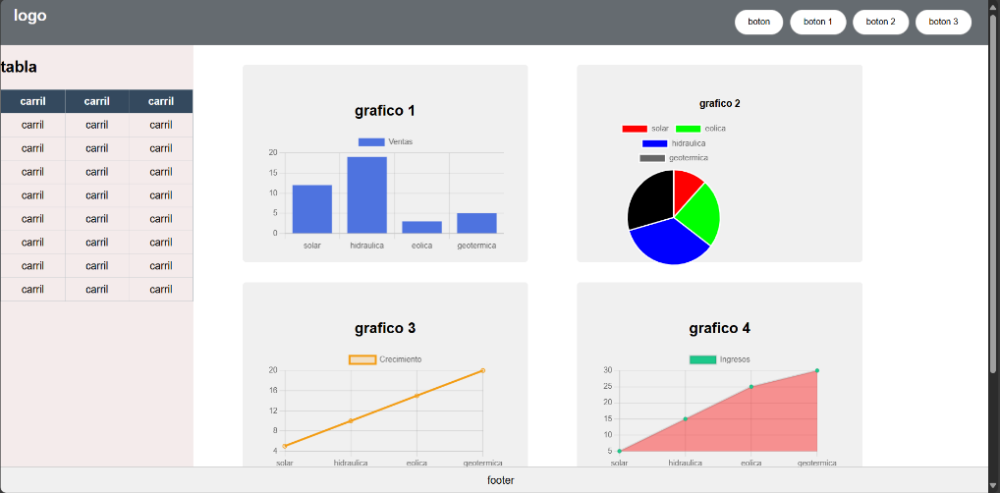 logo
boton boton 1 boton 2 boton 3
tabla
carril carril carril
carril carril carril
carril carril carril
carril carril carril
carril carril carril
carril carril carril
carril carril carril
carril carril carril
carril carril carril
grafico 1
Ventas
20
15
10
5
0
solar hidraulica eolica geotermica
grafico 2
solar eolica
hidraulica
geotermica
grafico 3
Crecimiento
20
16
12
8
4
solar hidraulica eolica geotermica
grafico 4
Ingresos
30
25
20
15
10
5
solar hidraulica eolica geotermica
footer